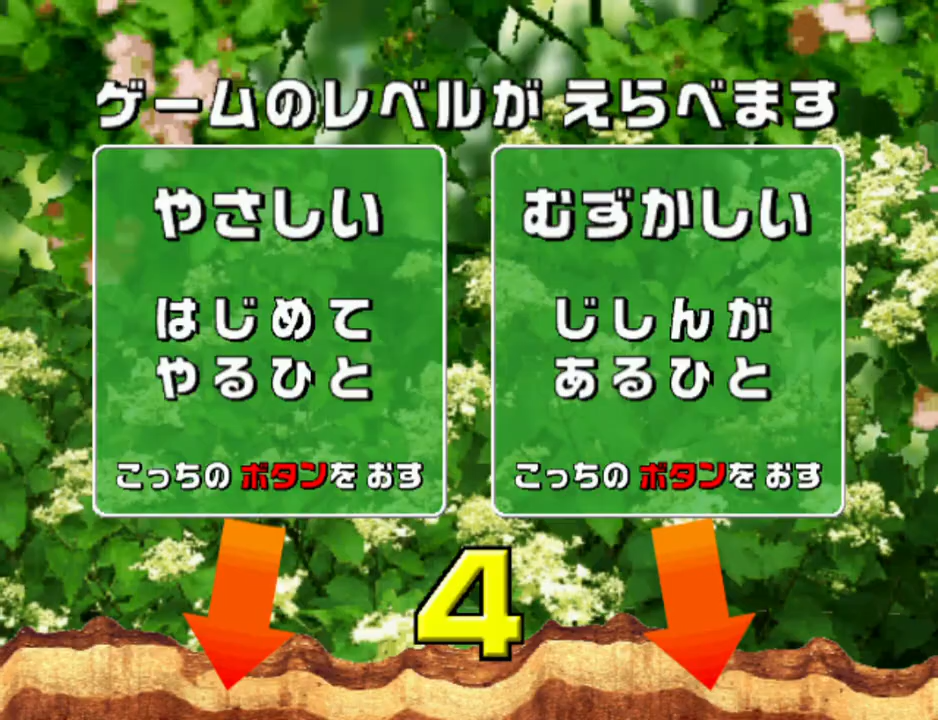 ゲームのレベルが えらべます
やさしい
はじめて
やるひと
こっちの ボタンを おす
むずかしい
じしんが
あるひと
こっちの ボタンを おす
4